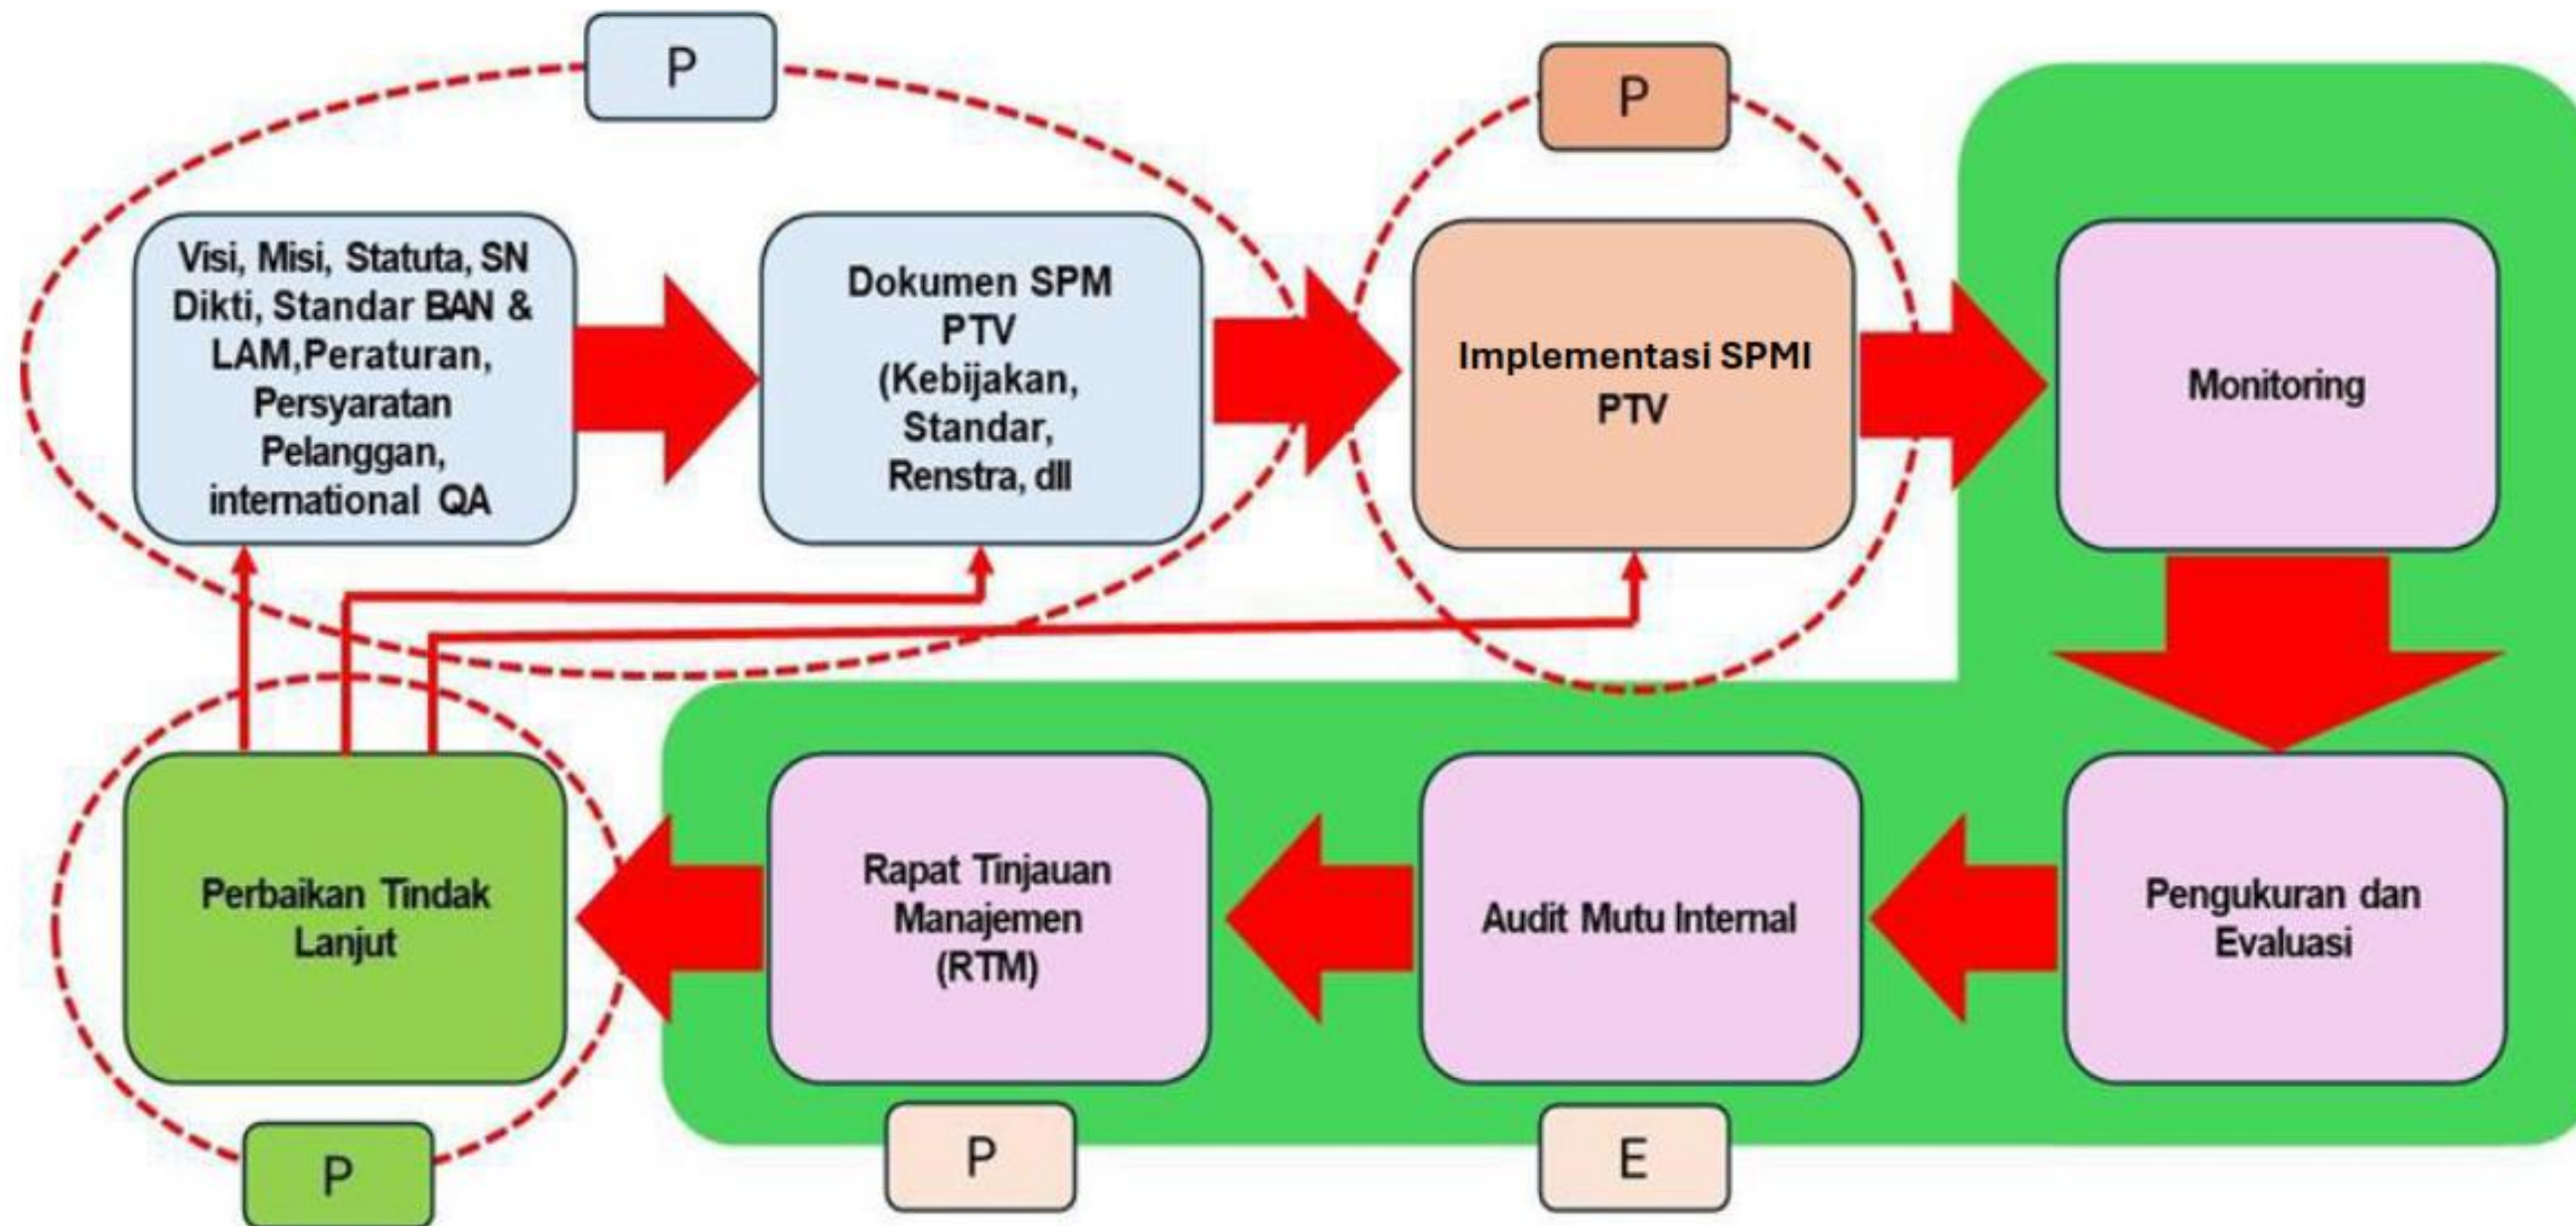 P
P
Visi, Misi, Statuta, SN
Dikti, Standar BAN &
LAM,Peraturan,
Persyaratan
Pelanggan,
international QA
Dokumen SPM
PTV
(Kebijakan,
Standar,
Renstra, dll
Implementasi SPMI
PTV
Monitoring
Perbaikan Tindak
Lanjut
Rapat Tinjauan
Manajemen
(RTM)
Audit Mutu Internal
Pengukuran dan
Evaluasi
P
P
E